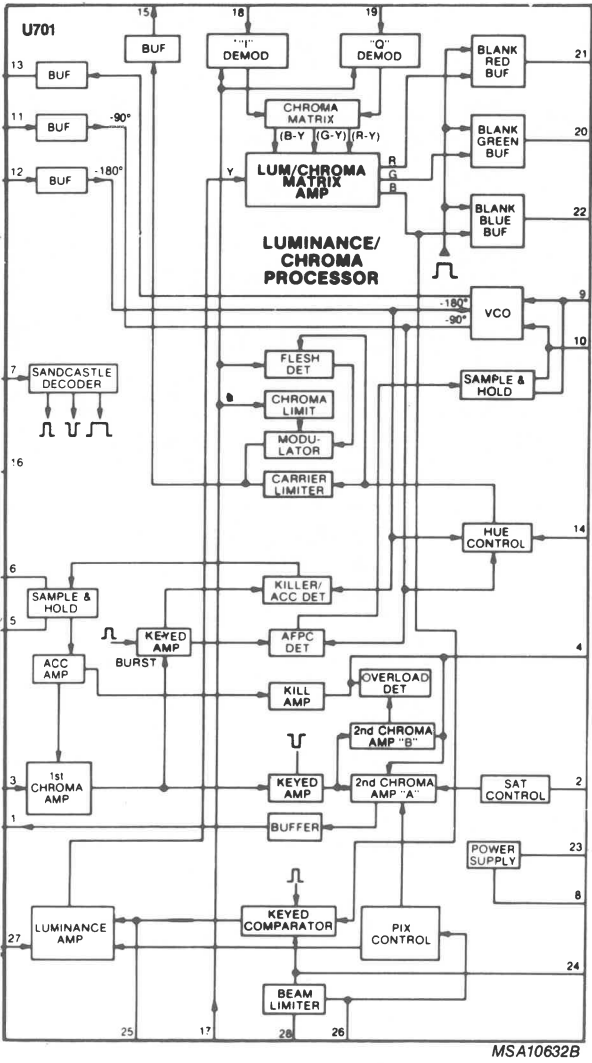 15
18
19
U701
BUF
"I"
DEMOD
"Q"
DEMOD
BLANK
RED
BUF
21
13
BUF
CHROMA
MATRIX
11
BUF
-90°
(B-Y)
(G-Y)
(R-Y)
BLANK
GREEN
BUF
20
12
BUF
-180°
Y
LUM/CHROMA
MATRIX
AMP
R
G
B
BLANK
BLUE
BUF
22
LUMINANCE/
CHROMA
PROCESSOR
-180°
-90°
VCO
9
10
7
SANDCASTLE
DECODER
FLESH
DET
SAMPLE &
HOLD
CHROMA
LIMIT
MODU-
LATOR
16
CARRIER
LIMITER
HUE
CONTROL
14
6
SAMPLE &
HOLD
5
KILLER/
ACC DET
KEYED
AMP
BURST
AFPC
DET
4
ACC
AMP
KILL
AMP
OVERLOAD
DET
2nd CHROMA
AMP "B"
3
1st
CHROMA
AMP
KEYED
AMP
2nd CHROMA
AMP "A"
SAT
CONTROL
2
1
BUFFER
POWER
SUPPLY
23
8
LUMINANCE
AMP
KEYED
COMPARATOR
PIX
CONTROL
27
24
BEAM
LIMITER
25
17
28
26
MSA10632B